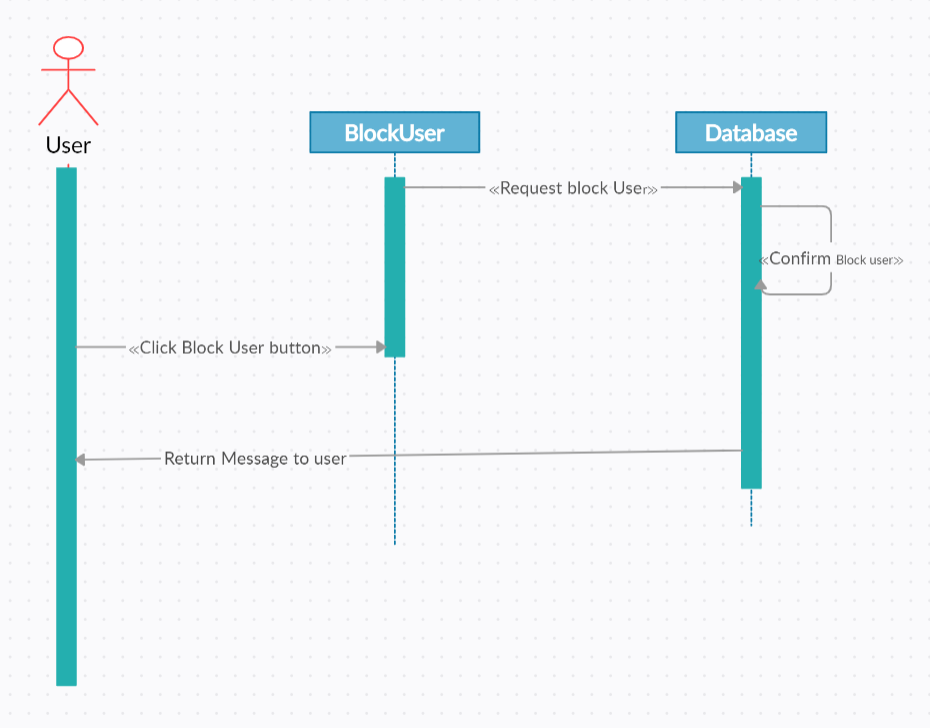 User
BlockUser
Database
«Request block User»
«Confirm Block user»
«Click Block User button»
Return Message to user